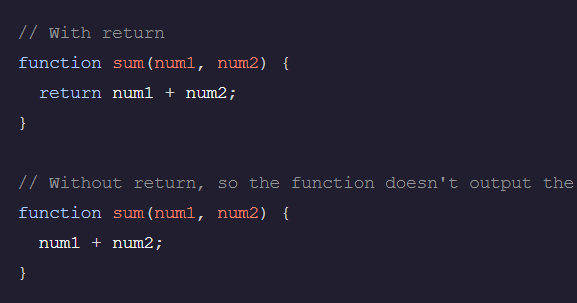 // With return
function sum(num1, num2) {
  return num1 + num2;
}

// Without return, so the function doesn't output the
function sum(num1, num2) {
  num1 + num2;
}